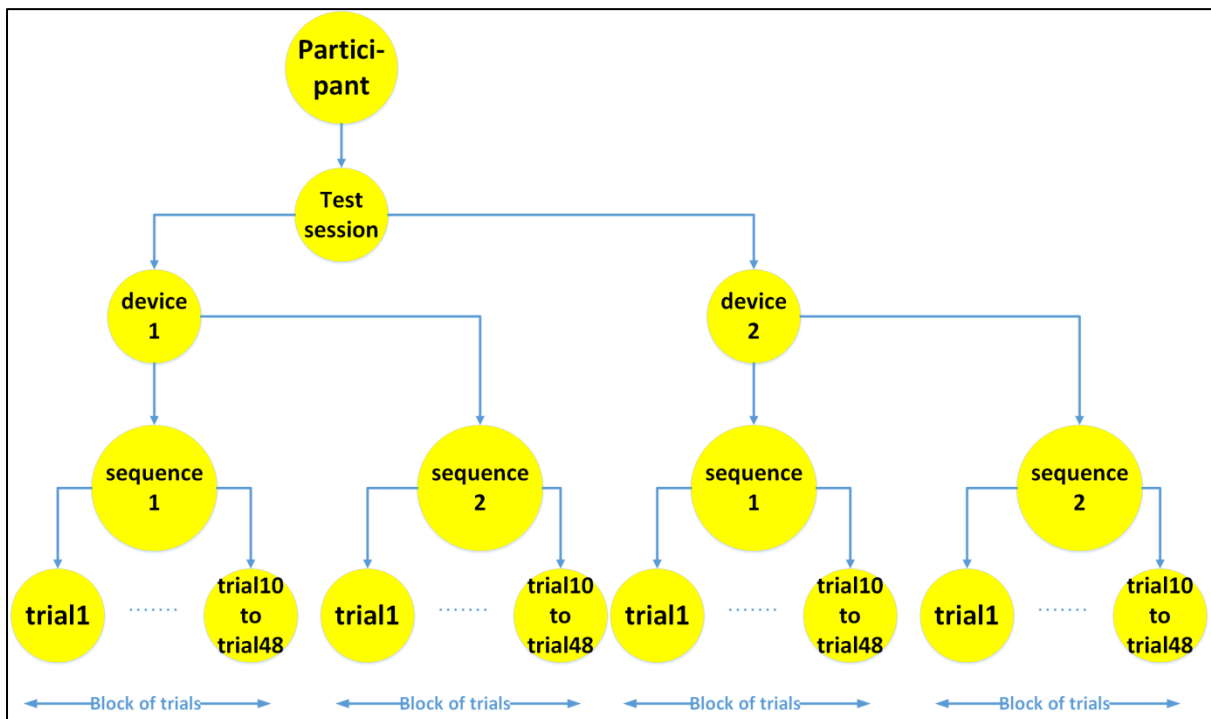 Partici-
pant
Test
session
device
1
device
2
sequence
1
sequence
2
sequence
1
sequence
2
trial1
.......
trial10
to
trial48
trial1
.......
trial10
to
trial48
trial1
.......
trial10
to
trial48
trial1
.......
trial10
to
trial48
Block of trials
Block of trials
Block of trials
Block of trials